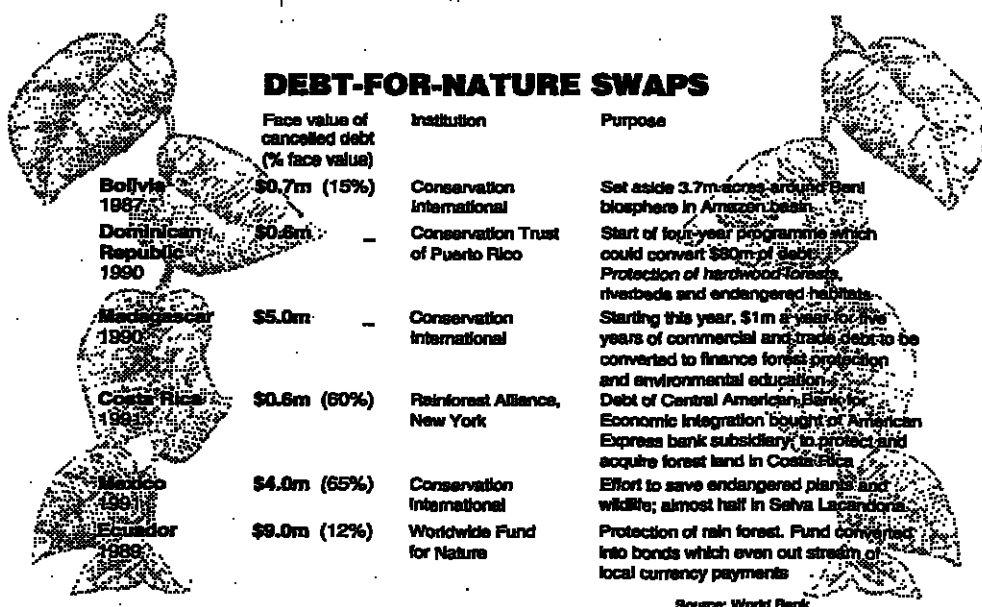 DEBT-FOR-NATURE SWAPS
Face value of cancelled debt (% face value) Institution Purpose
Bolivia 1987 $0.7m (15%) Conservation International Set aside 3.7m acres around Beni biosphere in Amazon basin
Dominican Republic 1990 $0.6m – Conservation Trust of Puerto Rico Start of four-year programme which could convert $80m of debt. Protection of hardwood forests, riverbeds and endangered habitats
Madagascar 1990 $5.0m – Conservation International Starting this year, $1m a year for five years of commercial and trade debt to be converted to finance forest protection and environmental education
Costa Rica 1991 $0.6m (60%) Rainforest Alliance, New York Debt of Central American Bank for Economic Integration bought of American Express bank subsidiary, to protect and acquire forest land in Costa Rica
Mexico 1991 $4.0m (65%) Conservation International Effort to save endangered plants and wildlife; almost half in Selva Lacandona
Ecuador 1989 $9.0m (12%) Worldwide Fund for Nature Protection of rain forest. Fund converted into bonds which even out stream of local currency payments
Source: World Bank